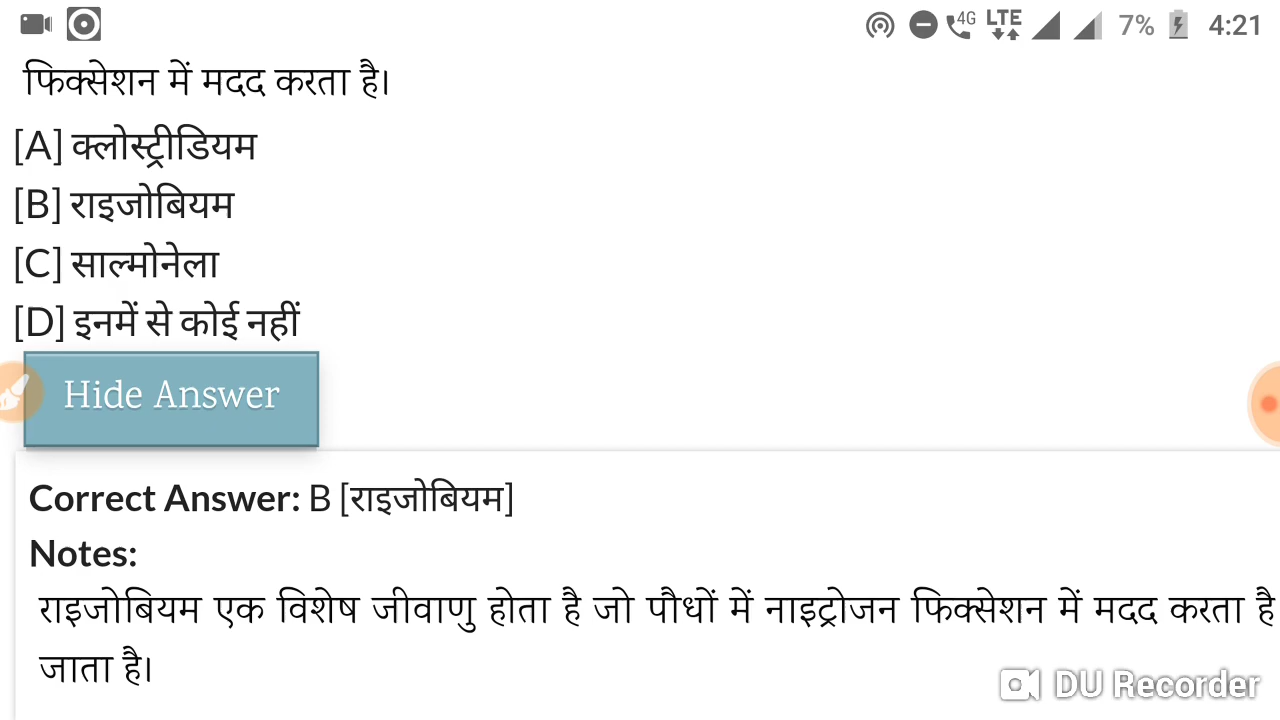 4G LTE 7% 4:21
फिक्सेशन में मदद करता है।
[A] क्लोस्ट्रीडियम
[B] राइजोबियम
[C] साल्मोनेला
[D] इनमें से कोई नहीं
Hide Answer
Correct Answer: B [राइजोबियम]
Notes:
राइजोबियम एक विशेष जीवाणु होता है जो पौधों में नाइट्रोजन फिक्सेशन में मदद करता है
जाता है।
DU Recorder